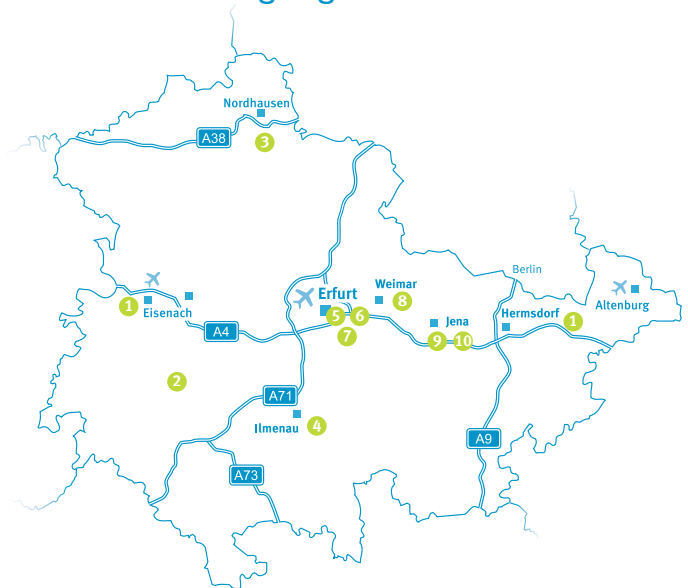 Nordhausen
A38
3
Berlin
Erfurt
Weimar
8
Altenburg
1
Eisenach
5
6
Jena
Hermsdorf
1
A4
7
9
10
2
A71
Ilmenau
4
A9
A73